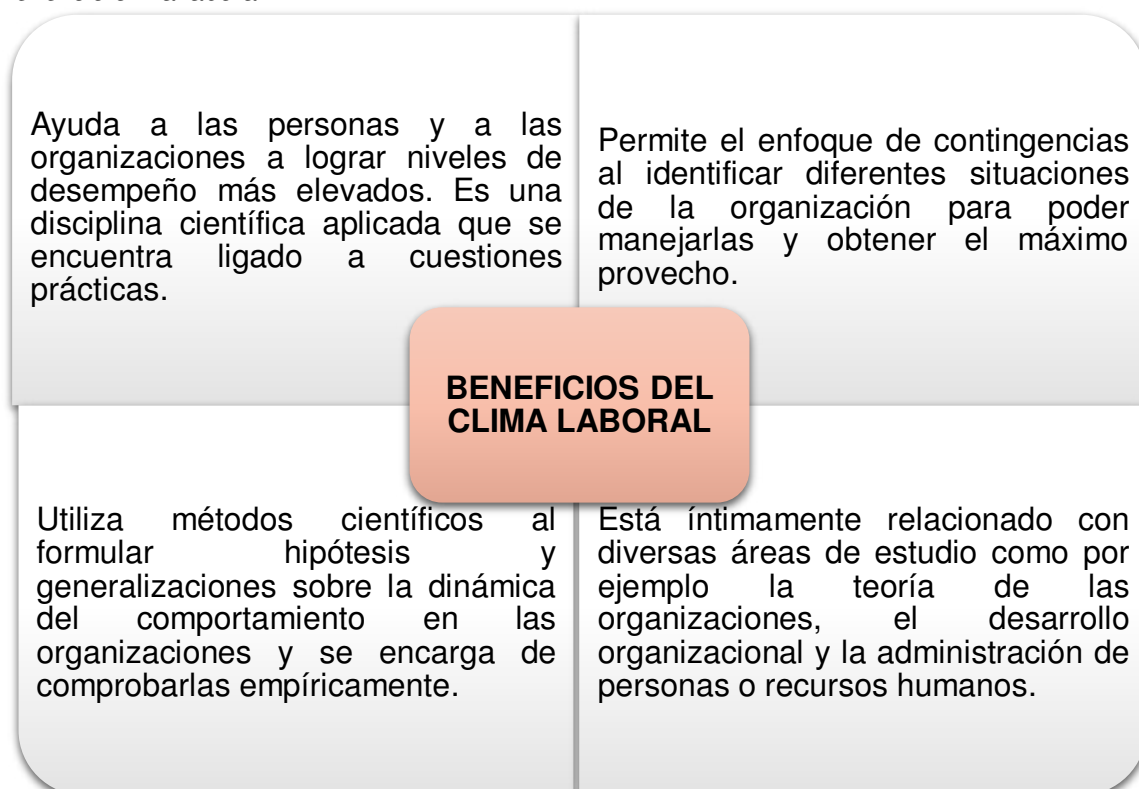 Ayuda a las personas y a las
organizaciones a lograr niveles de
desempeño más elevados. Es una
disciplina científica aplicada que se
encuentra ligado a cuestiones
prácticas.
Permite el enfoque de contingencias
al identificar diferentes situaciones
de la organización para poder
manejarlas y obtener el máximo
provecho.
BENEFICIOS DEL
CLIMA LABORAL
Utiliza métodos científicos al
formular hipótesis y
generalizaciones sobre la dinámica
del comportamiento en las
organizaciones y se encarga de
comprobarlas empíricamente.
Está íntimamente relacionado con
diversas áreas de estudio como por
ejemplo la teoría de las
organizaciones, el desarrollo
organizacional y la administración de
personas o recursos humanos.